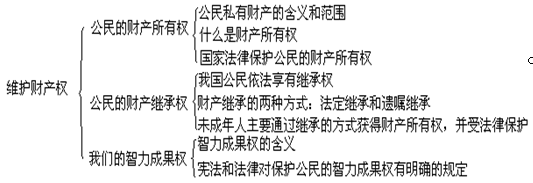 维护财产权
公民的财产所有权
公民私有财产的含义和范围
什么是财产所有权
国家法律保护公民的财产所有权
公民的财产继承权
我国公民依法享有继承权
财产继承的两种方式：法定继承和遗嘱继承
未成年人主要通过继承的方式获得财产所有权，并受法律保护
我们的智力成果权
智力成果权的含义
宪法和法律对保护公民的智力成果权有明确的规定